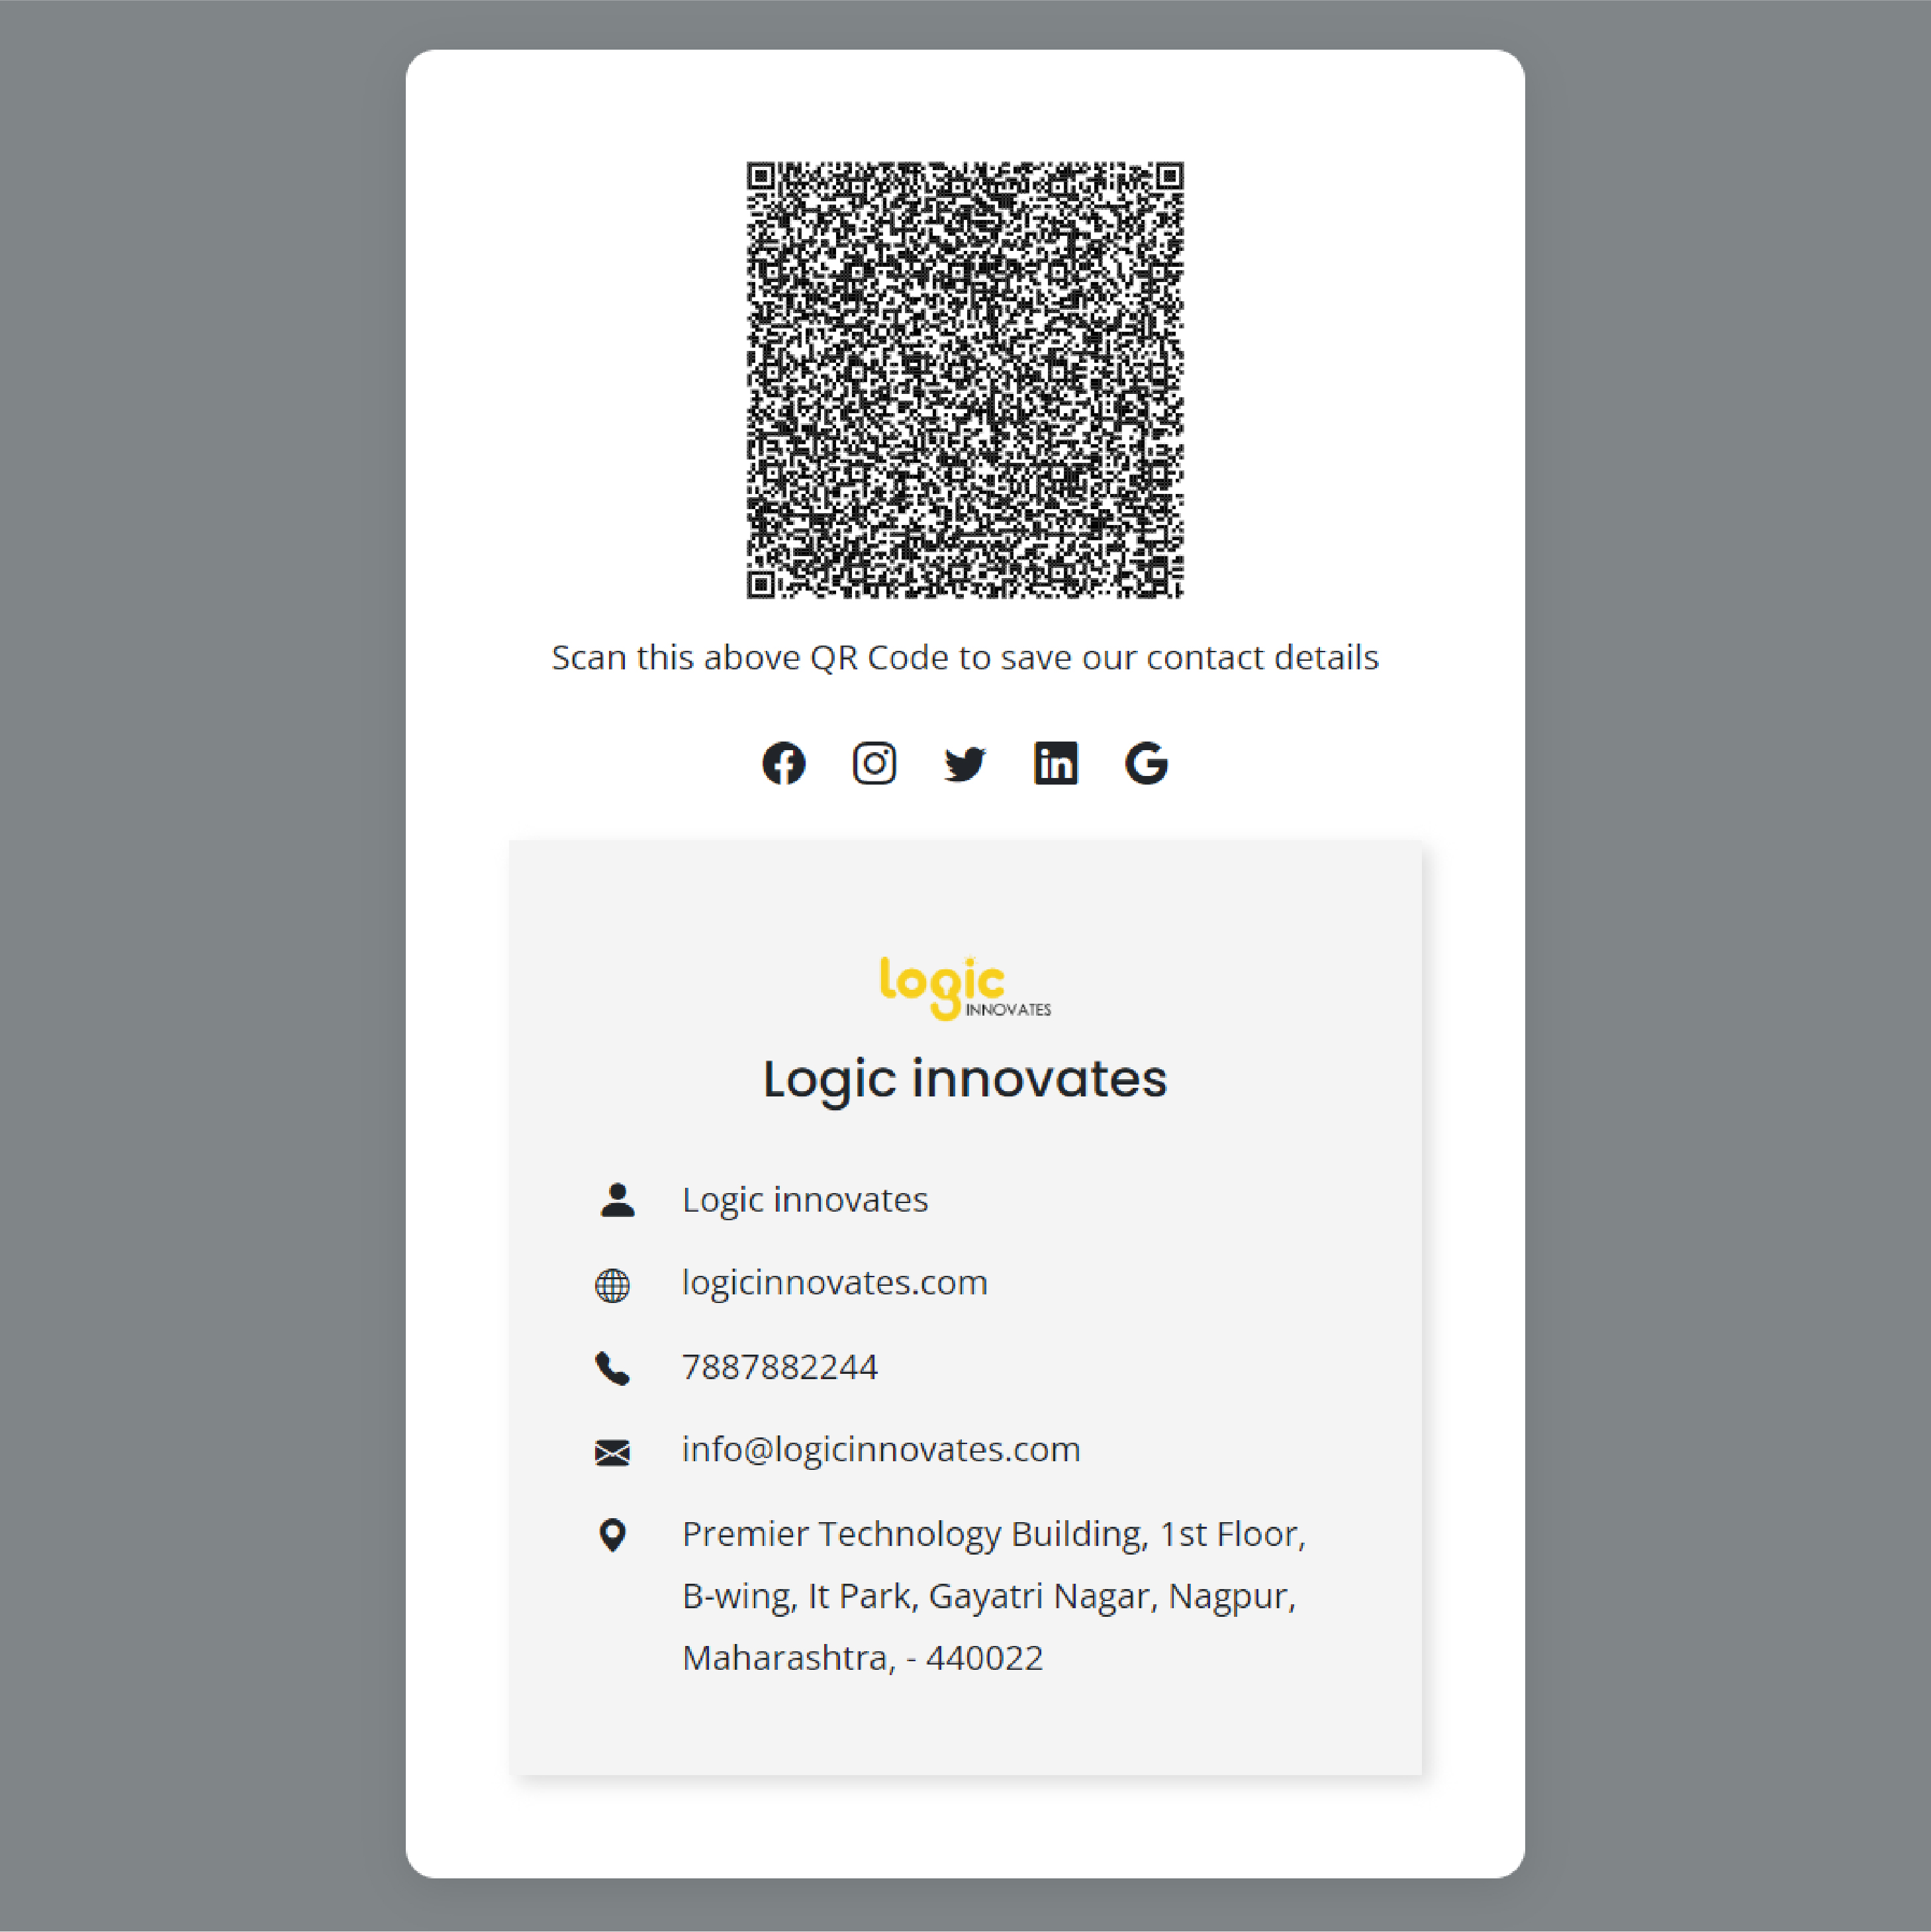 Scan this above QR Code to save our contact details
logic
INNOVATES
Logic innovates
Logic innovates
logicinnovates.com
7887882244
info@logicinnovates.com
Premier Technology Building, 1st Floor,
B-wing, It Park, Gayatri Nagar, Nagpur,
Maharashtra, - 440022